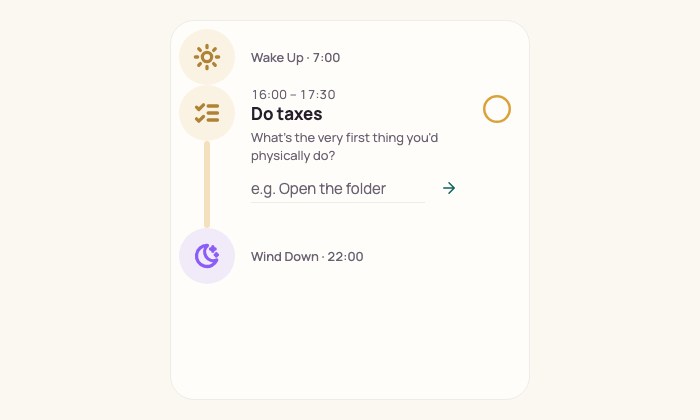 Wake Up · 7:00
16:00 – 17:30
Do taxes
What's the very first thing you'd
physically do?
e.g. Open the folder
Wind Down · 22:00